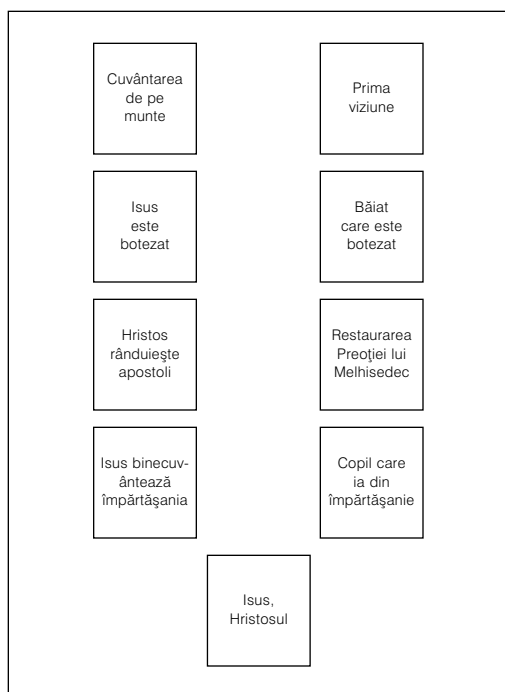 Cuvântarea
de pe
munte
Prima
viziune
Isus
este
botezat
Băiat
care este
botezat
Hristos
rânduieşte
apostoli
Restaurarea
Preoţiei lui
Melhisedec
Isus binecuv-
ântează
împărtăşania
Copil care
ia din
împărtăşanie
Isus,
Hristosul